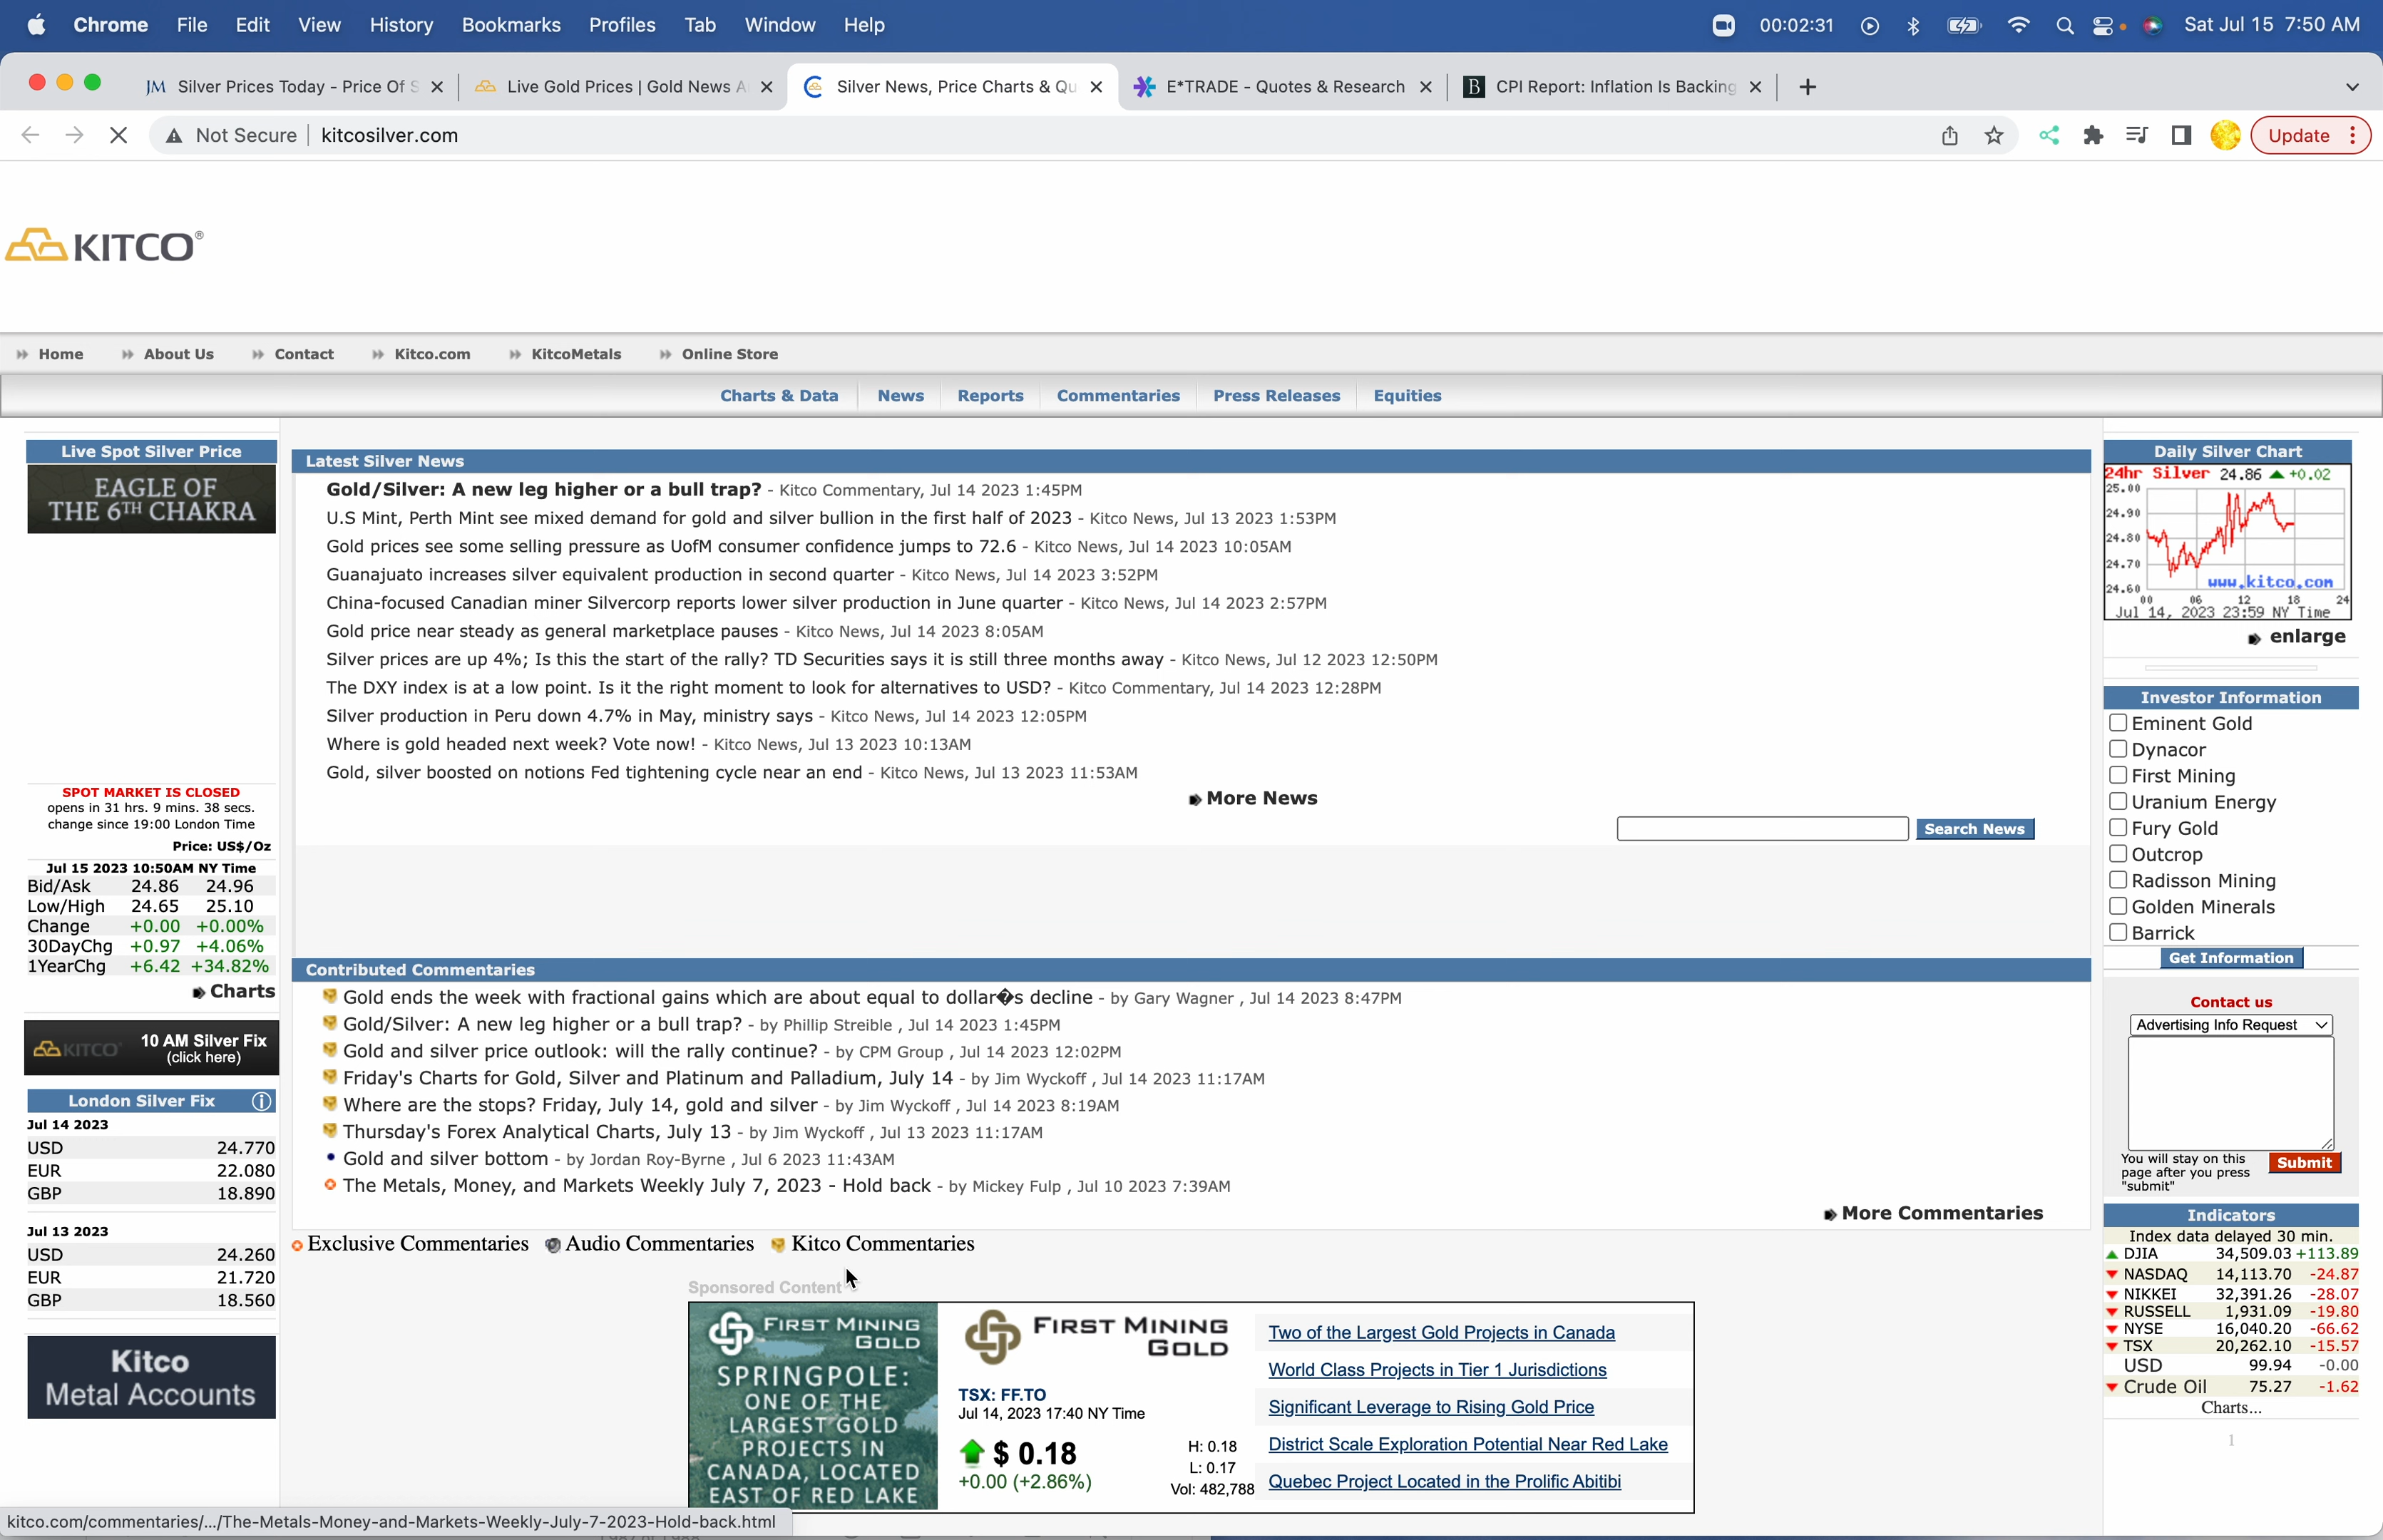 Chrome File Edit View History Bookmarks Profiles Tab Window Help 00:02:31 Sat Jul 15 7:50 AM
JM Silver Prices Today - Price Of S Live Gold Prices | Gold News A Silver News, Price Charts & Qu E*TRADE - Quotes & Research B CPI Report: Inflation Is Backing
Not Secure kitcosilver.com Update
KITCO®
Home About Us Contact Kitco.com KitcoMetals Online Store
Charts & Data News Reports Commentaries Press Releases Equities
Live Spot Silver Price
EAGLE OF
THE 6TH CHAKRA
SPOT MARKET IS CLOSED
opens in 31 hrs. 9 mins. 38 secs.
change since 19:00 London Time
Price: US$/Oz
Jul 15 2023 10:50AM NY Time
Bid/Ask 24.86 24.96
Low/High 24.65 25.10
Change +0.00 +0.00%
30DayChg +0.97 +4.06%
1YearChg +6.42 +34.82%
Charts
KITCO 10 AM Silver Fix
(click here)
London Silver Fix
Jul 14 2023
USD 24.770
EUR 22.080
GBP 18.890
Jul 13 2023
USD 24.260
EUR 21.720
GBP 18.560
Kitco
Metal Accounts
Latest Silver News
Gold/Silver: A new leg higher or a bull trap? - Kitco Commentary, Jul 14 2023 1:45PM
U.S Mint, Perth Mint see mixed demand for gold and silver bullion in the first half of 2023 - Kitco News, Jul 13 2023 1:53PM
Gold prices see some selling pressure as UofM consumer confidence jumps to 72.6 - Kitco News, Jul 14 2023 10:05AM
Guanajuato increases silver equivalent production in second quarter - Kitco News, Jul 14 2023 3:52PM
China-focused Canadian miner Silvercorp reports lower silver production in June quarter - Kitco News, Jul 14 2023 2:57PM
Gold price near steady as general marketplace pauses - Kitco News, Jul 14 2023 8:05AM
Silver prices are up 4%; Is this the start of the rally? TD Securities says it is still three months away - Kitco News, Jul 12 2023 12:50PM
The DXY index is at a low point. Is it the right moment to look for alternatives to USD? - Kitco Commentary, Jul 14 2023 12:28PM
Silver production in Peru down 4.7% in May, ministry says - Kitco News, Jul 14 2023 12:05PM
Where is gold headed next week? Vote now! - Kitco News, Jul 13 2023 10:13AM
Gold, silver boosted on notions Fed tightening cycle near an end - Kitco News, Jul 13 2023 11:53AM
More News
Search News
Contributed Commentaries
Gold ends the week with fractional gains which are about equal to dollar�s decline - by Gary Wagner , Jul 14 2023 8:47PM
Gold/Silver: A new leg higher or a bull trap? - by Phillip Streible , Jul 14 2023 1:45PM
Gold and silver price outlook: will the rally continue? - by CPM Group , Jul 14 2023 12:02PM
Friday's Charts for Gold, Silver and Platinum and Palladium, July 14 - by Jim Wyckoff , Jul 14 2023 11:17AM
Where are the stops? Friday, July 14, gold and silver - by Jim Wyckoff , Jul 14 2023 8:19AM
Thursday's Forex Analytical Charts, July 13 - by Jim Wyckoff , Jul 13 2023 11:17AM
Gold and silver bottom - by Jordan Roy-Byrne , Jul 6 2023 11:43AM
The Metals, Money, and Markets Weekly July 7, 2023 - Hold back - by Mickey Fulp , Jul 10 2023 7:39AM
More Commentaries
Exclusive Commentaries Audio Commentaries Kitco Commentaries
Sponsored Content
FIRST MINING
GOLD
SPRINGPOLE:
ONE OF THE
LARGEST GOLD
PROJECTS IN
CANADA, LOCATED
EAST OF RED LAKE
FIRST MINING
GOLD
TSX: FF.TO
Jul 14, 2023 17:40 NY Time
$ 0.18
+0.00 (+2.86%)
H: 0.18
L: 0.17
Vol: 482,788
Two of the Largest Gold Projects in Canada
World Class Projects in Tier 1 Jurisdictions
Significant Leverage to Rising Gold Price
District Scale Exploration Potential Near Red Lake
Quebec Project Located in the Prolific Abitibi
Daily Silver Chart
24hr Silver 24.86 +0.02
25.00
24.90
24.80
24.70
24.60
www.kitco.com
00 06 12 18 24
Jul 14, 2023 23:59 NY Time
enlarge
Investor Information
Eminent Gold
Dynacor
First Mining
Uranium Energy
Fury Gold
Outcrop
Radisson Mining
Golden Minerals
Barrick
Get Information
Contact us
Advertising Info Request
You will stay on this
page after you press
"submit"
Submit
Indicators
Index data delayed 30 min.
DJIA 34,509.03 +113.89
NASDAQ 14,113.70 -24.87
NIKKEI 32,391.26 -28.07
RUSSELL 1,931.09 -19.80
NYSE 16,040.20 -66.62
TSX 20,262.10 -15.57
USD 99.94 -0.00
Crude Oil 75.27 -1.62
Charts...
1
kitco.com/commentaries/.../The-Metals-Money-and-Markets-Weekly-July-7-2023-Hold-back.html